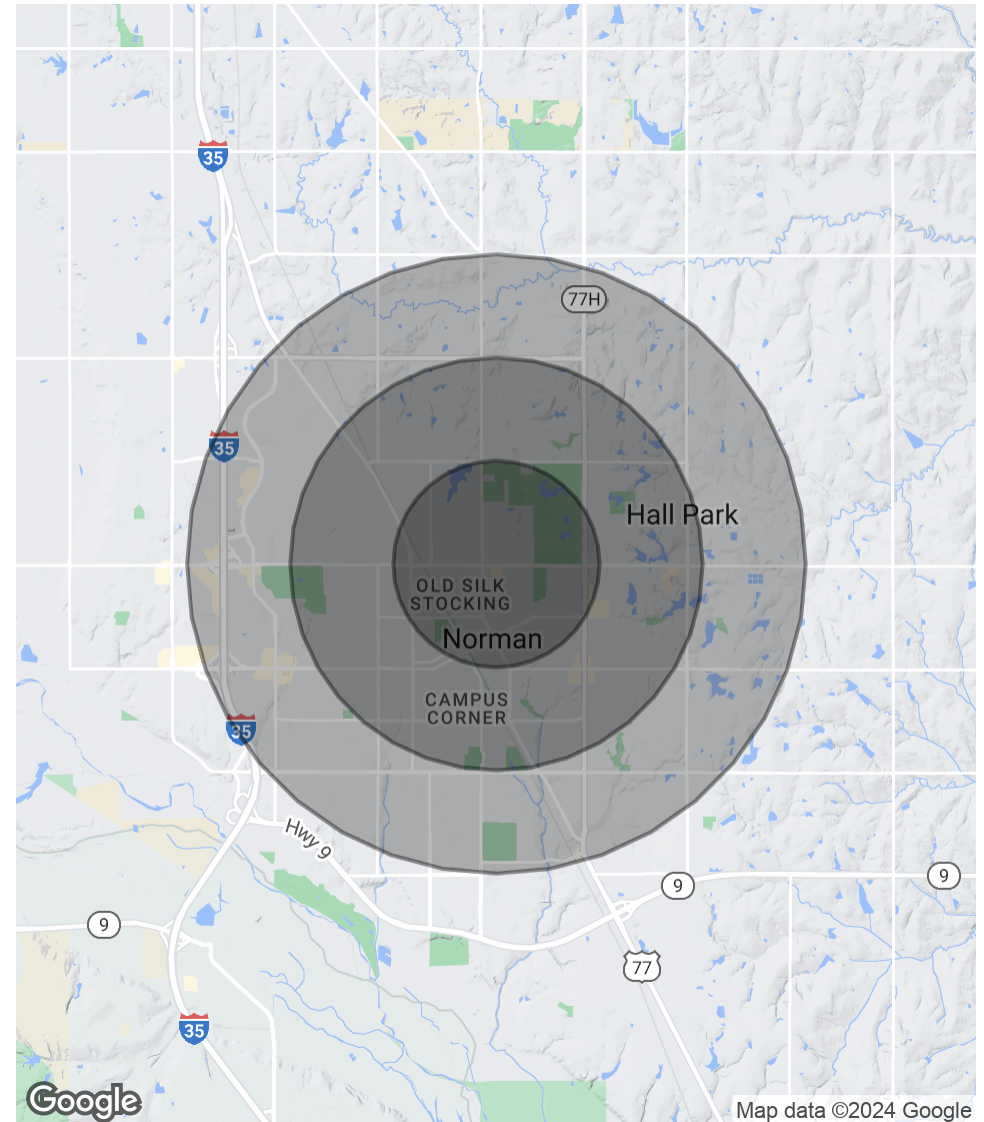 35
77H
35
Hall Park
OLD SILK
STOCKING
Norman
CAMPUS
CORNER
35
Hwy 9
9
9
9
77
35
Google
Map data ©2024 Google